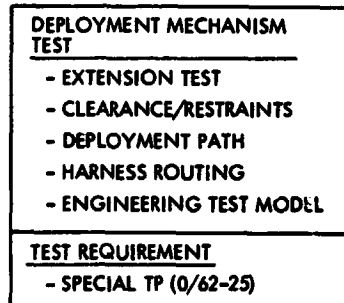 DEPLOYMENT MECHANISM
TEST
- EXTENSION TEST
- CLEARANCE/RESTRAINTS
- DEPLOYMENT PATH
- HARNESS ROUTING
- ENGINEERING TEST MODEL
TEST REQUIREMENT
- SPECIAL TP (0/62-25)